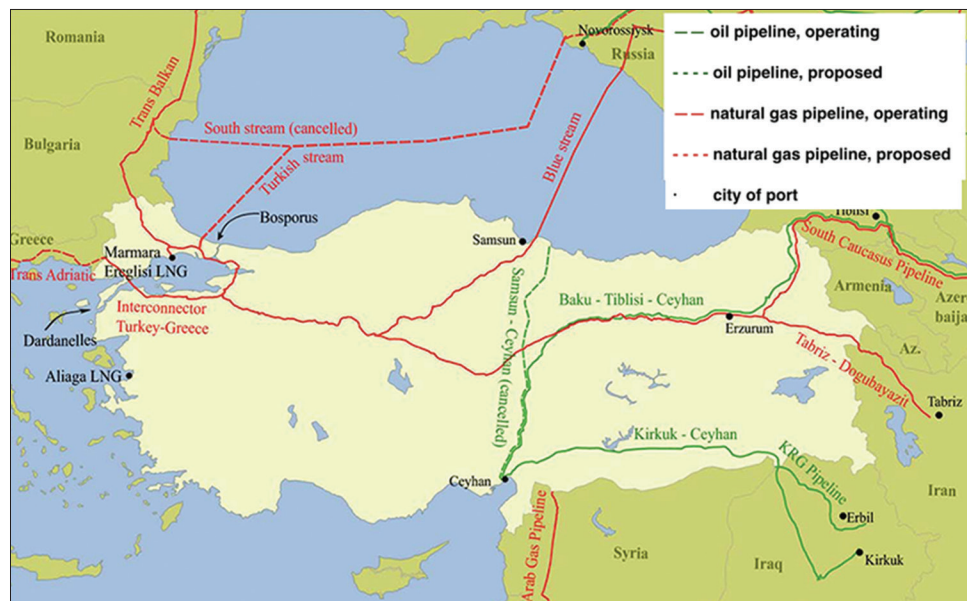 Romania
Novorossiysk
Russia
oil pipeline, operating
oil pipeline, proposed
natural gas pipeline, operating
natural gas pipeline, proposed
city of port
Trans Balkan
South stream (cancelled)
Turkish stream
Blue stream
Bulgaria
Bosporus
Greece
Marmara
Ereglisi LNG
Trans Adriatic
Samsun
Tiblisi
South Caucasus Pipeline
Interconnector
Turkey-Greece
Samsun - Ceyhan (cancelled)
Baku - Tiblisi - Ceyhan
Armenia
Azer
baija
Erzurum
Dardanelles
Az.
Aliaga LNG
Tabriz - Dogubayazit
Tabriz
Kirkuk - Ceyhan
Ceyhan
KRG Pipeline
Iran
Erbil
Arab Gas Pipeline
Syria
Iraq
Kirkuk